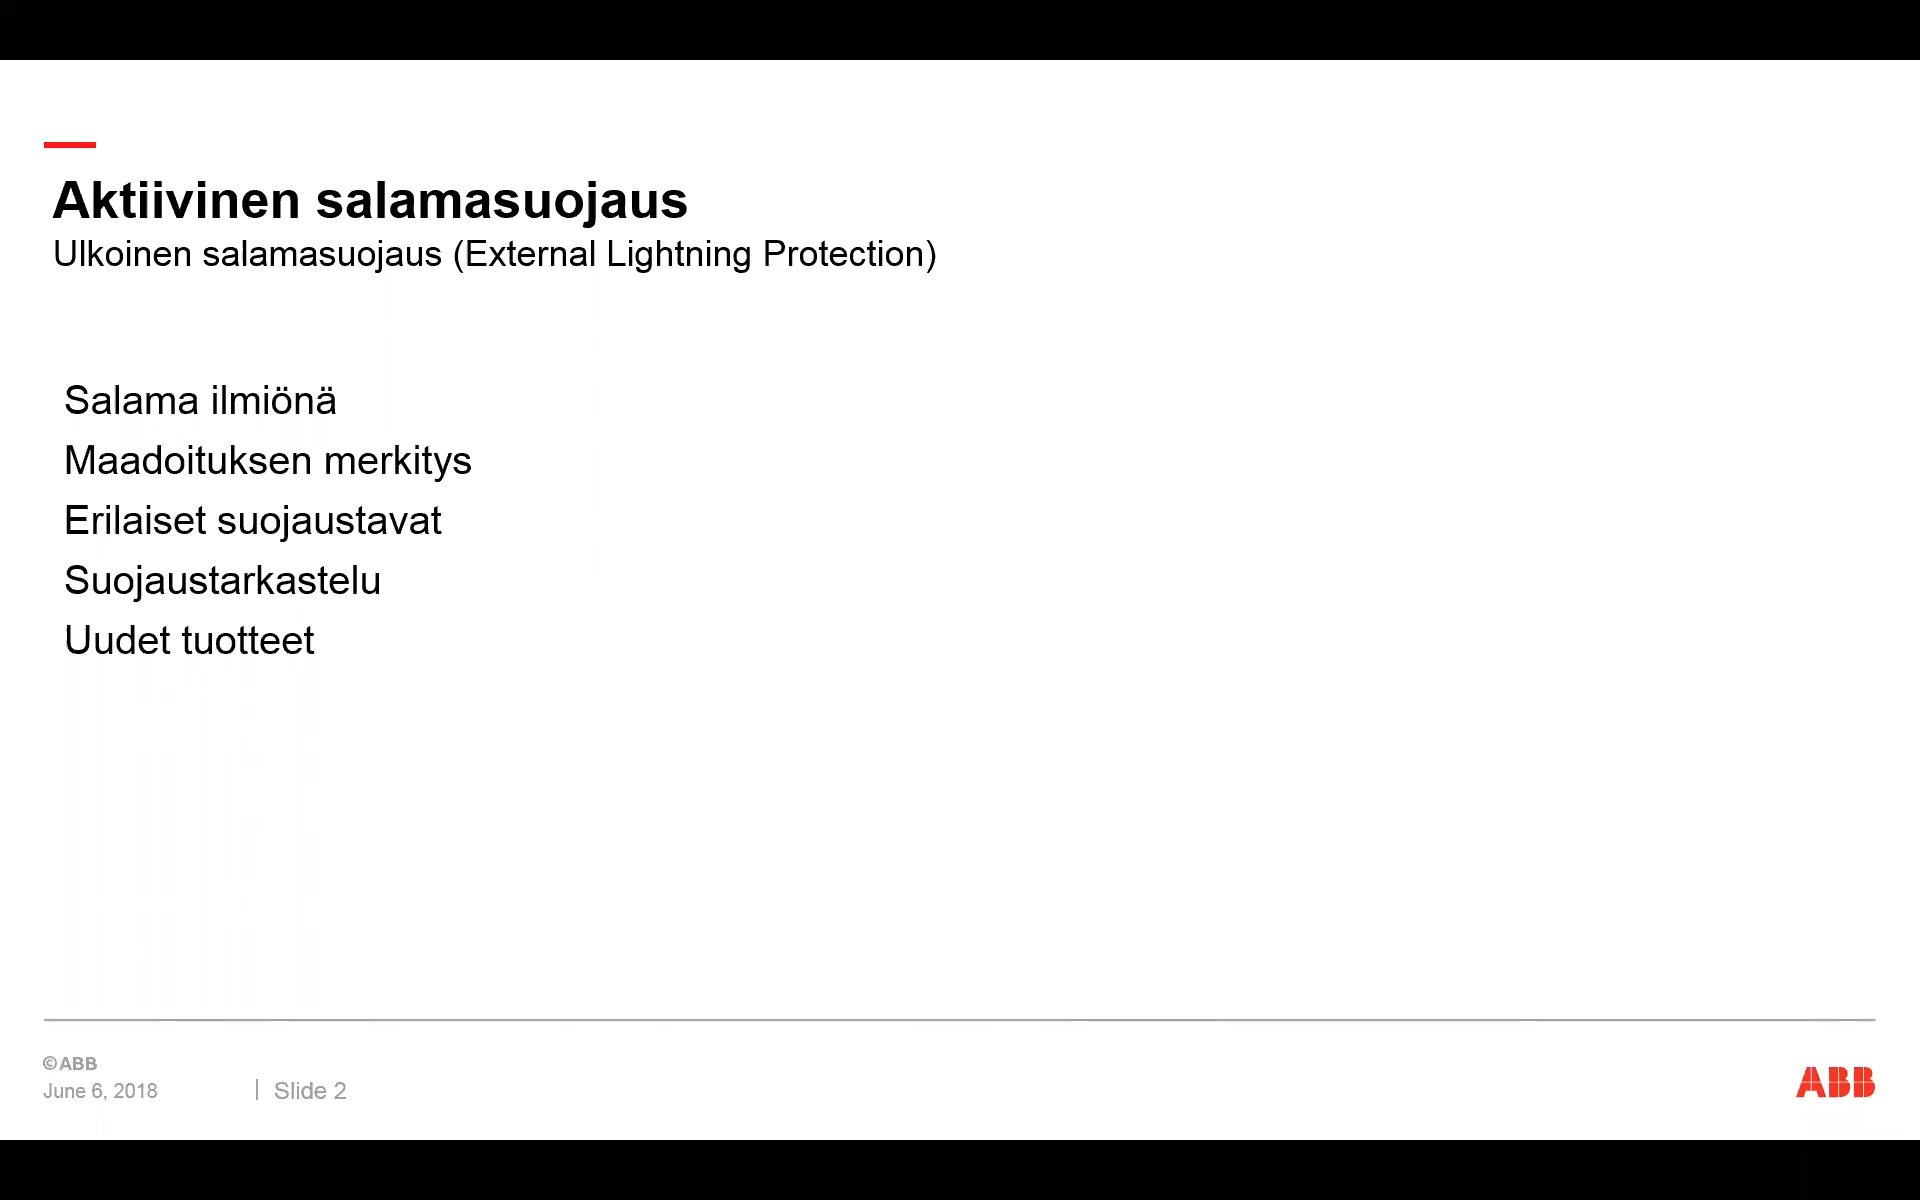 Aktiivinen salamasuojaus
Ulkoinen salamasuojaus (External Lightning Protection)
Salama ilmiönä
Maadoituksen merkitys
Erilaiset suojaustavat
Suojaustarkastelu
Uudet tuotteet
©ABB
June 6, 2018
Slide 2
ABB